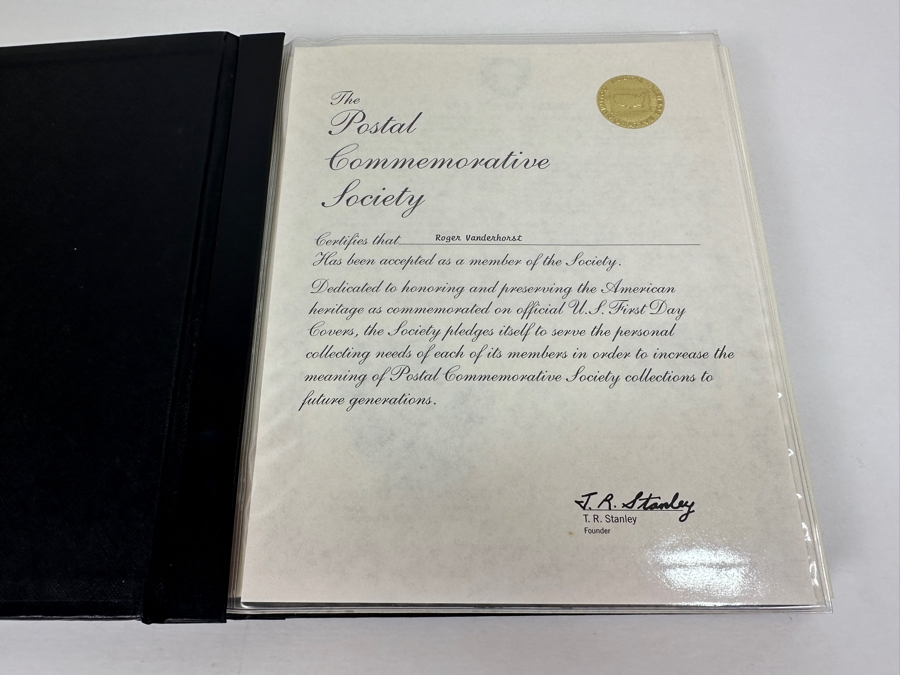 The
Postal
Commemorative
Society
Certifies that Roger Vanderhorst
Has been accepted as a member of the Society.
Dedicated to honoring and preserving the American
heritage as commemorated on official U.S. First Day
Covers, the Society pledges itself to serve the personal
collecting needs of each of its members in order to increase the
meaning of Postal Commemorative Society collections to
future generations.
T. R. Stanley
T. R. Stanley
Founder